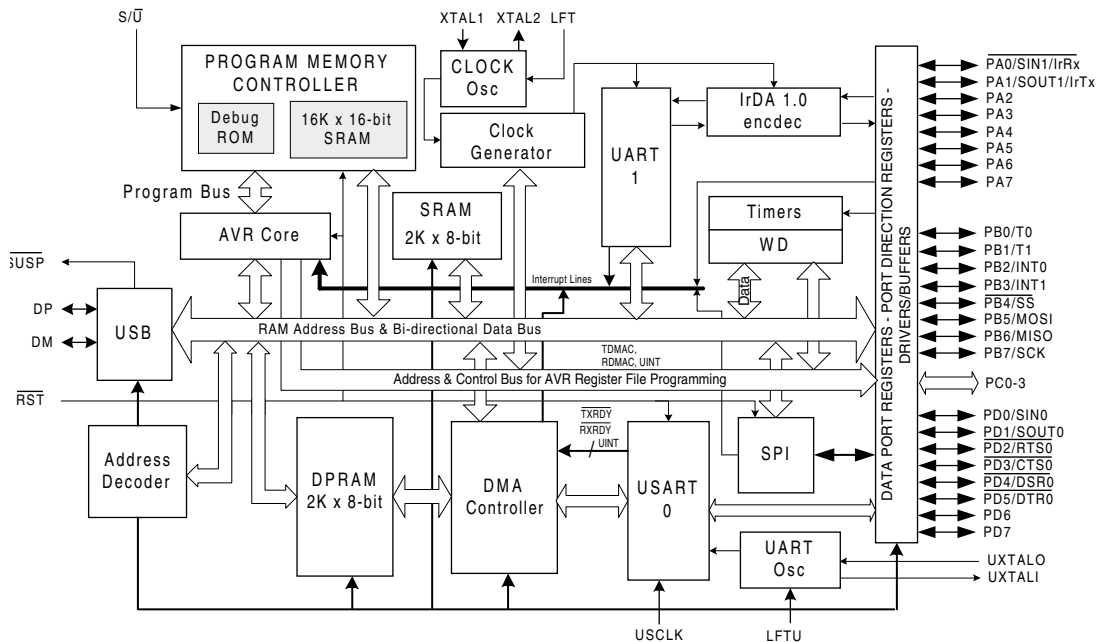 S/U
XTAL1
XTAL2
LFT
PROGRAM MEMORY
CONTROLLER
Debug
ROM
16K x 16-bit
SRAM
CLOCK
Osc
Clock
Generator
UART
1
IrDA 1.0
encdec
PA0/SIN1/IrRx
PA1/SOUT1/IrTx
PA2
PA3
PA4
PA5
PA6
PA7
Program Bus
AVR Core
SRAM
2K x 8-bit
Timers
WD
Interrupt Lines
Data
DATA PORT REGISTERS - PORT DIRECTION REGISTERS -
DRIVERS/BUFFERS
PB0/T0
PB1/T1
PB2/INT0
PB3/INT1
PB4/SS
PB5/MOSI
PB6/MISO
PB7/SCK
SUSP
DP
DM
USB
RAM Address Bus & Bi-directional Data Bus
TDMAC,
RDMAC, UINT
Address & Control Bus for AVR Register File Programming
PC0-3
RST
TXRDY
RXRDY
UINT
Address
Decoder
DPRAM
2K x 8-bit
DMA
Controller
USART
0
SPI
PD0/SIN0
PD1/SOUT0
PD2/RTS0
PD3/CTS0
PD4/DSR0
PD5/DTR0
PD6
PD7
UART
Osc
UXTALO
UXTALI
USCLK
LFTU